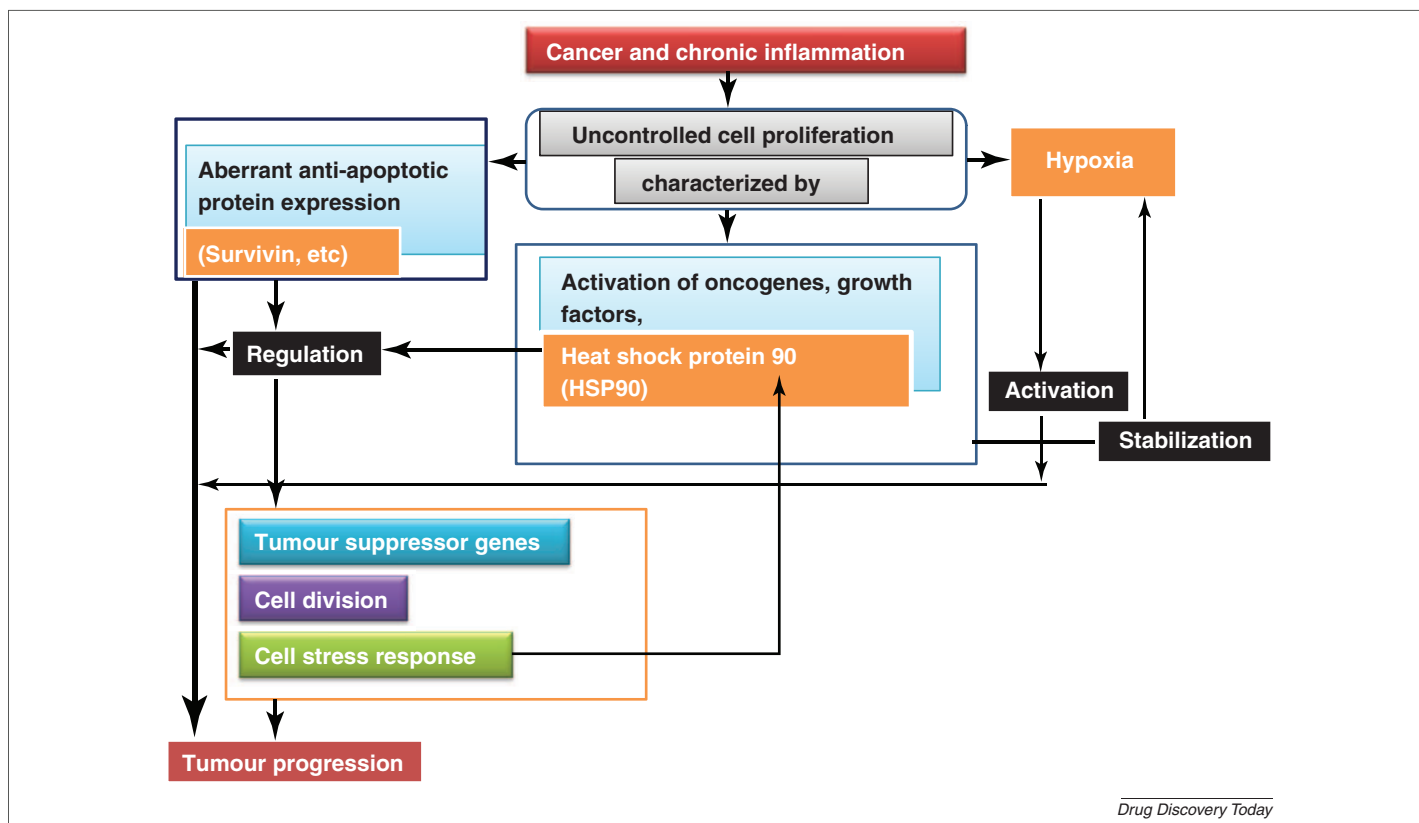 Cancer and chronic inflammation
Uncontrolled cell proliferation
characterized by
Aberrant anti-apoptotic
protein expression
(Survivin, etc)
Hypoxia
Activation of oncogenes, growth
factors,
Heat shock protein 90
(HSP90)
Regulation
Activation
Stabilization
Tumour suppressor genes
Cell division
Cell stress response
Tumour progression
Drug Discovery Today